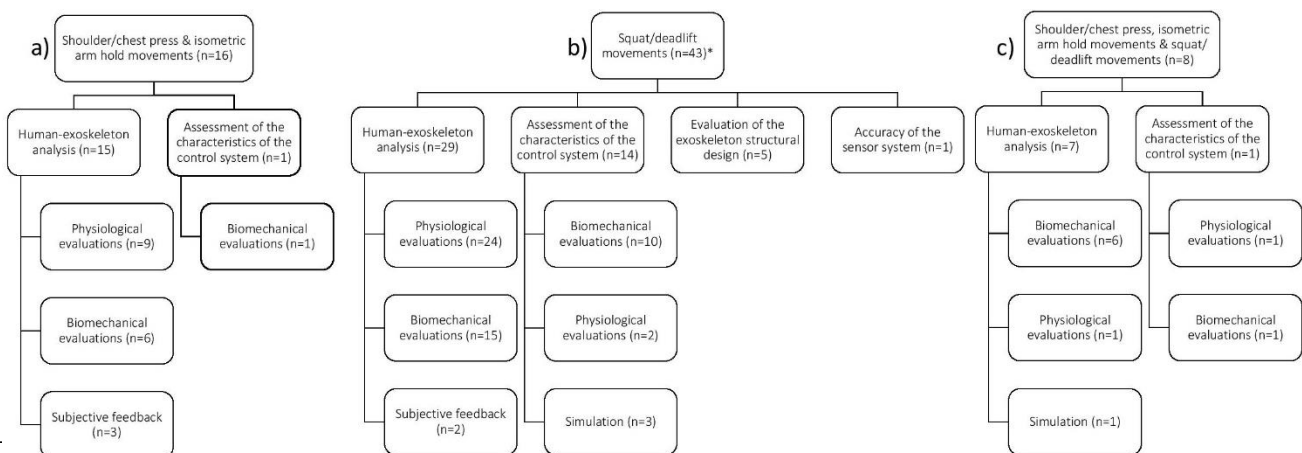 a)
Shoulder/chest press & isometric
arm hold movements (n=16)
Human-exoskeleton
analysis (n=15)
Assessment of the
characteristics of the
control system (n=1)
Physiological
evaluations (n=9)
Biomechanical
evaluations (n=1)
Biomechanical
evaluations (n=6)
Subjective feedback
(n=3)
b)
Squat/deadlift
movements (n=43)*
Human-exoskeleton
analysis (n=29)
Assessment of the
characteristics of the
control system (n=14)
Evaluation of the
exoskeleton structural
design (n=5)
Accuracy of the
sensor system (n=1)
Physiological
evaluations (n=24)
Biomechanical
evaluations (n=10)
Biomechanical
evaluations (n=15)
Physiological
evaluations (n=2)
Subjective feedback
(n=2)
Simulation (n=3)
c)
Shoulder/chest press, isometric
arm hold movements & squat/
deadlift movements (n=8)
Human-exoskeleton
analysis (n=7)
Assessment of the
characteristics of the
control system (n=1)
Biomechanical
evaluations (n=6)
Physiological
evaluations (n=1)
Physiological
evaluations (n=1)
Biomechanical
evaluations (n=1)
Simulation (n=1)